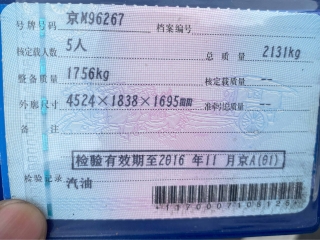 号牌号码 京M96267 档案编号
核定载人数 5人 总质量 2131kg
整备质量 1756kg 核定载质量 --
外廓尺寸 4524×1838×1695mm 准牵引总质量 --
备注
检验有效期至2016年11月京A(01)
检验记录 汽油
*1370007108126*